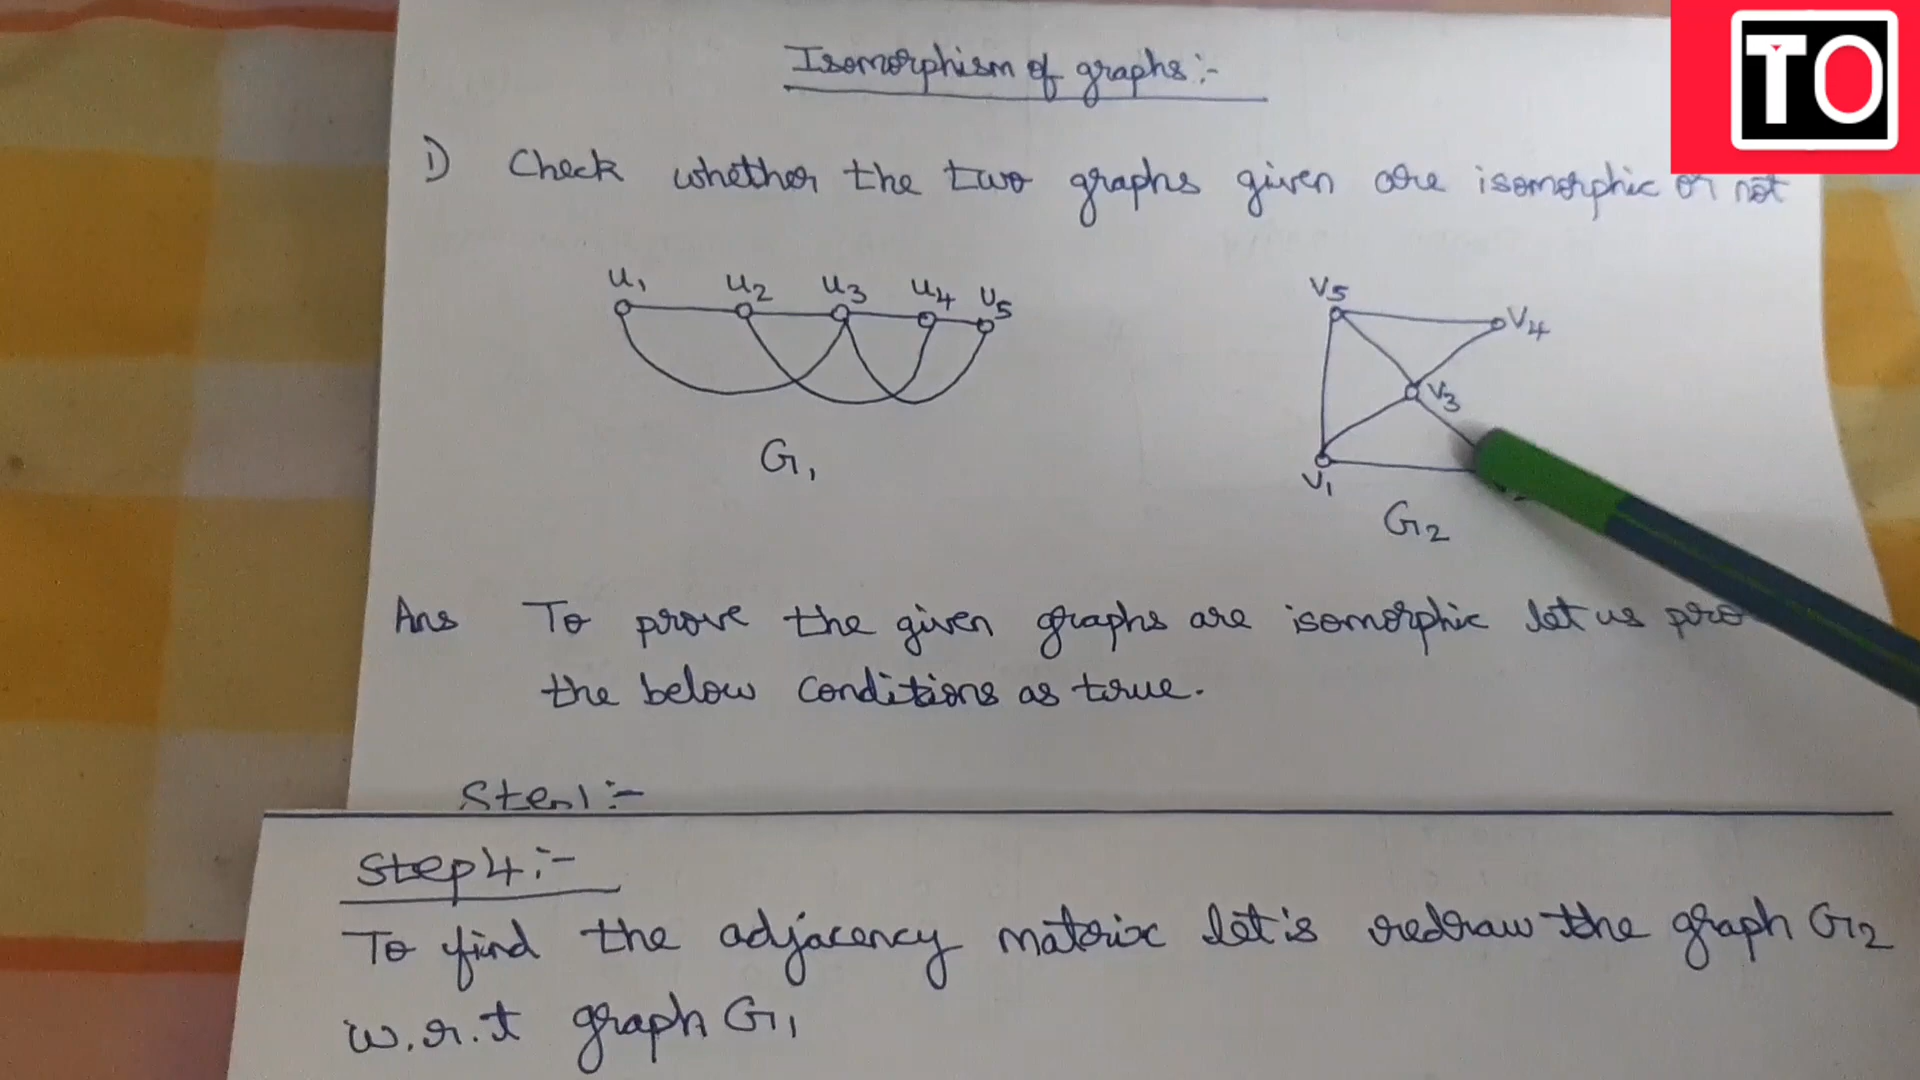 TO
Isomorphism of graphs:-
1) Check whether the two graphs given are isomorphic or not
u1 u2 u3 u4 u5
G1
V5 V4
V3
V1
G2
Ans To prove the given graphs are isomorphic let us
the below conditions as true.
Step1:-
Step4:-
To find the adjacency matrix let's redraw the graph G2
w.r.t graph G1